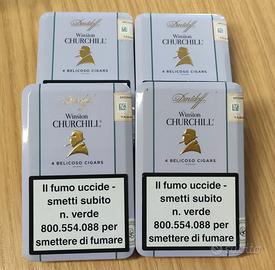 Davidoff
Winston
CHURCHILL
4 BELICOSO CIGARS
Davidoff
Winston
CHURCHILL
4 BELICOSO CIGARS
Davidoff
Winston
CHURCHILL
4 BELICOSO CIGARS
Il fumo uccide -
smetti subito
n. verde
800.554.088 per
smettere di fumare
Davidoff
Winston
CHURCHILL
4 BELICOSO CIGARS
Il fumo uccide -
smetti subito
n. verde
800.554.088 per
smettere di fumare